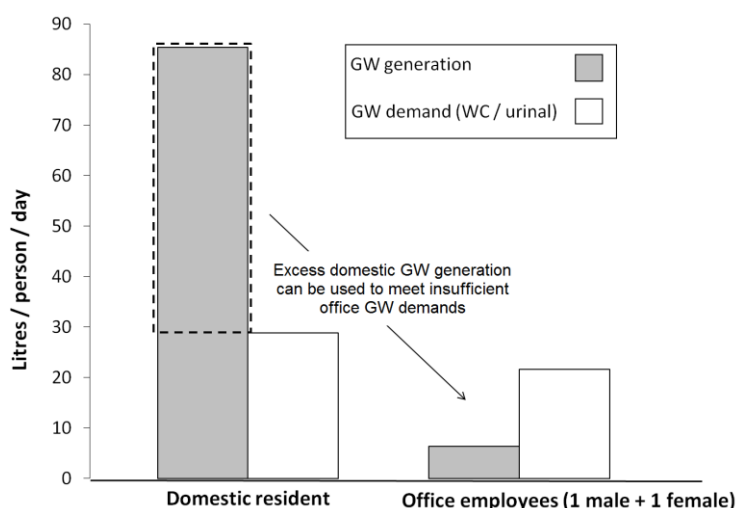 90
80
70
60
50
40
30
20
10
0
Litres / person / day
GW generation
GW demand (WC / urinal)
Excess domestic GW generation
can be used to meet insufficient
office GW demands
Domestic resident
Office employees (1 male + 1 female)